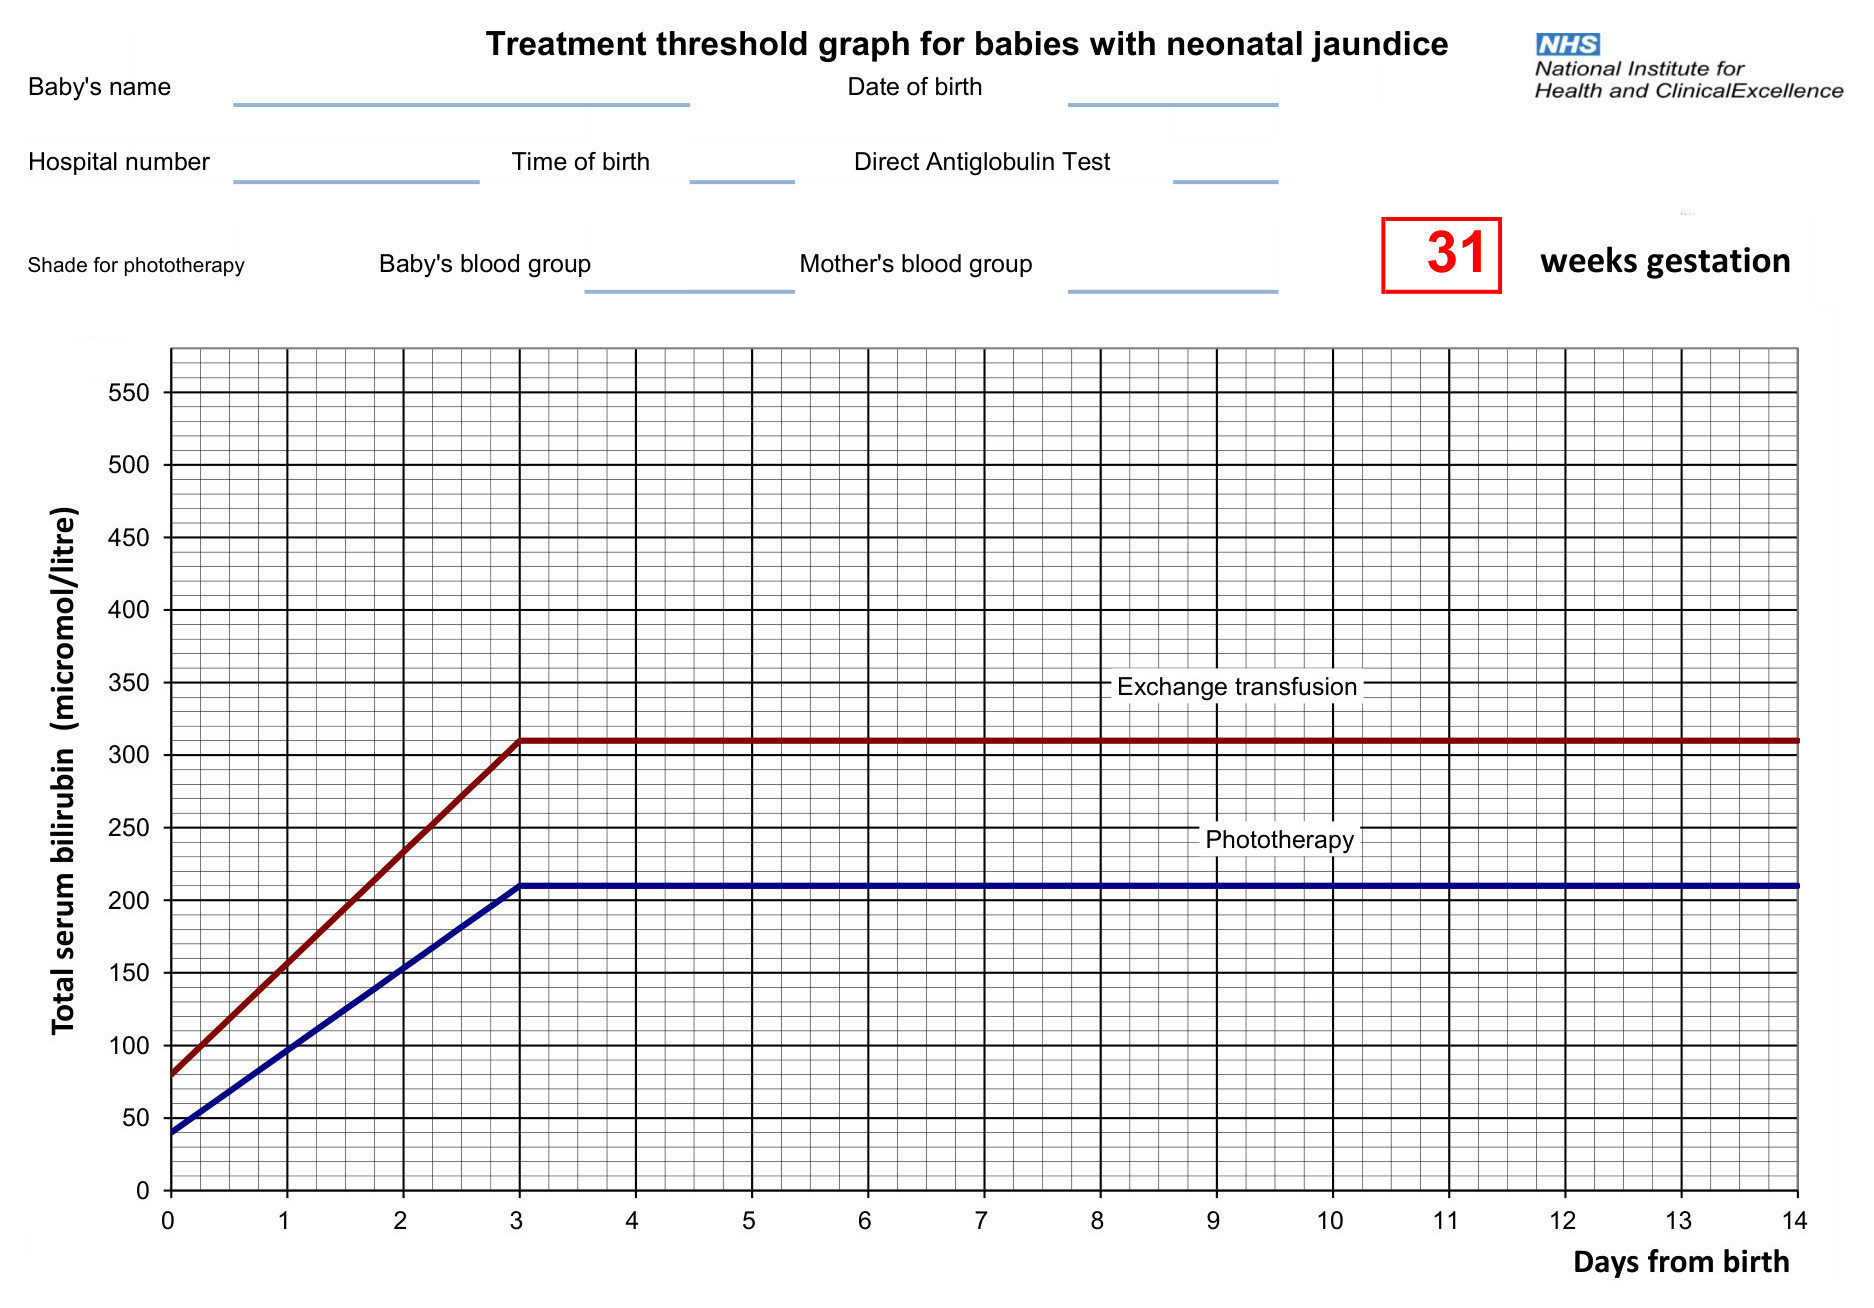 Treatment threshold graph for babies with neonatal jaundice
NHS
National Institute for
Health and ClinicalExcellence
Baby's name Date of birth
Hospital number Time of birth Direct Antiglobulin Test
Shade for phototherapy Baby's blood group Mother's blood group 31 weeks gestation
Total serum bilirubin (micromol/litre)
550
500
450
400
350
300
250
200
150
100
50
0
Exchange transfusion
Phototherapy
0 1 2 3 4 5 6 7 8 9 10 11 12 13 14
Days from birth